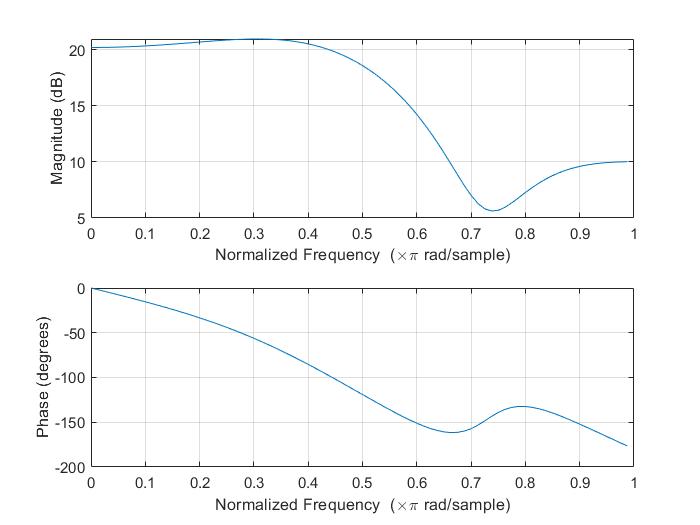 20
15
10
5
Magnitude (dB)
0 0.1 0.2 0.3 0.4 0.5 0.6 0.7 0.8 0.9 1
Normalized Frequency (×π rad/sample)
0
-50
-100
-150
-200
Phase (degrees)
0 0.1 0.2 0.3 0.4 0.5 0.6 0.7 0.8 0.9 1
Normalized Frequency (×π rad/sample)